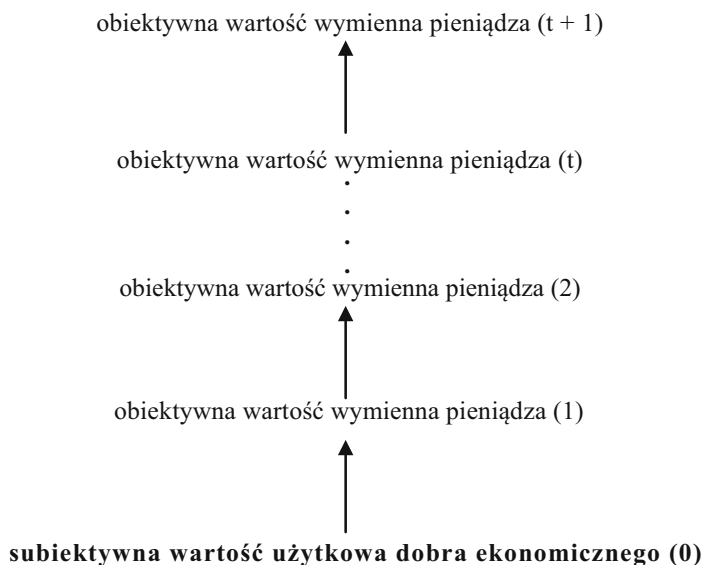 obiektywna wartość wymienna pieniądza (t + 1)
obiektywna wartość wymienna pieniądza (t)
obiektywna wartość wymienna pieniądza (2)
obiektywna wartość wymienna pieniądza (1)
subiektywna wartość użytkowa dobra ekonomicznego (0)